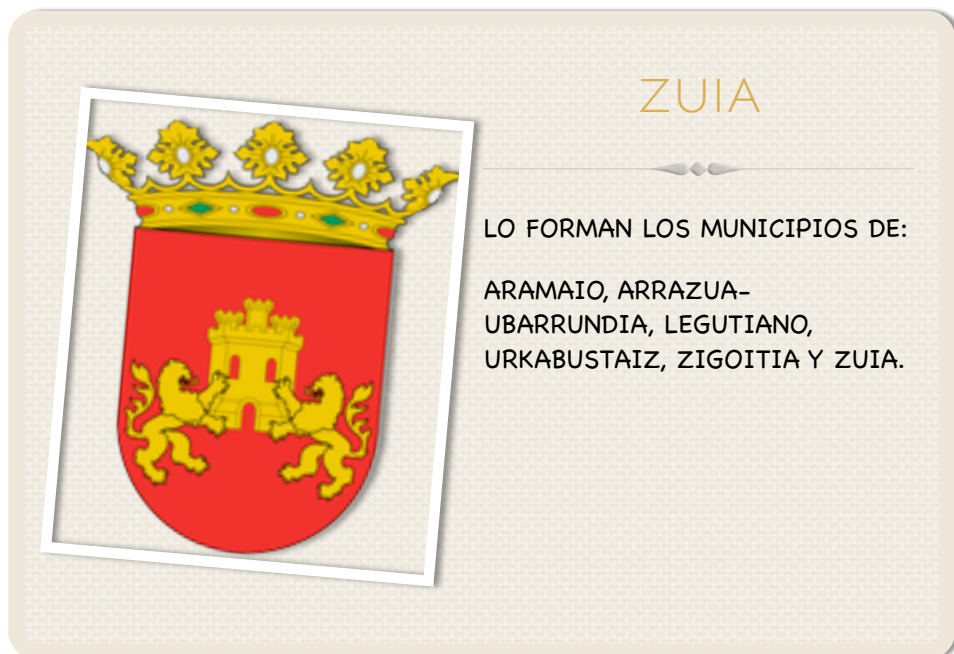 ZUIA
LO FORMAN LOS MUNICIPIOS DE:
ARAMAIO, ARRAZUA-
UBARRUNDIA, LEGUTIANO,
URKABUSTAIZ, ZIGOITIA Y ZUIA.